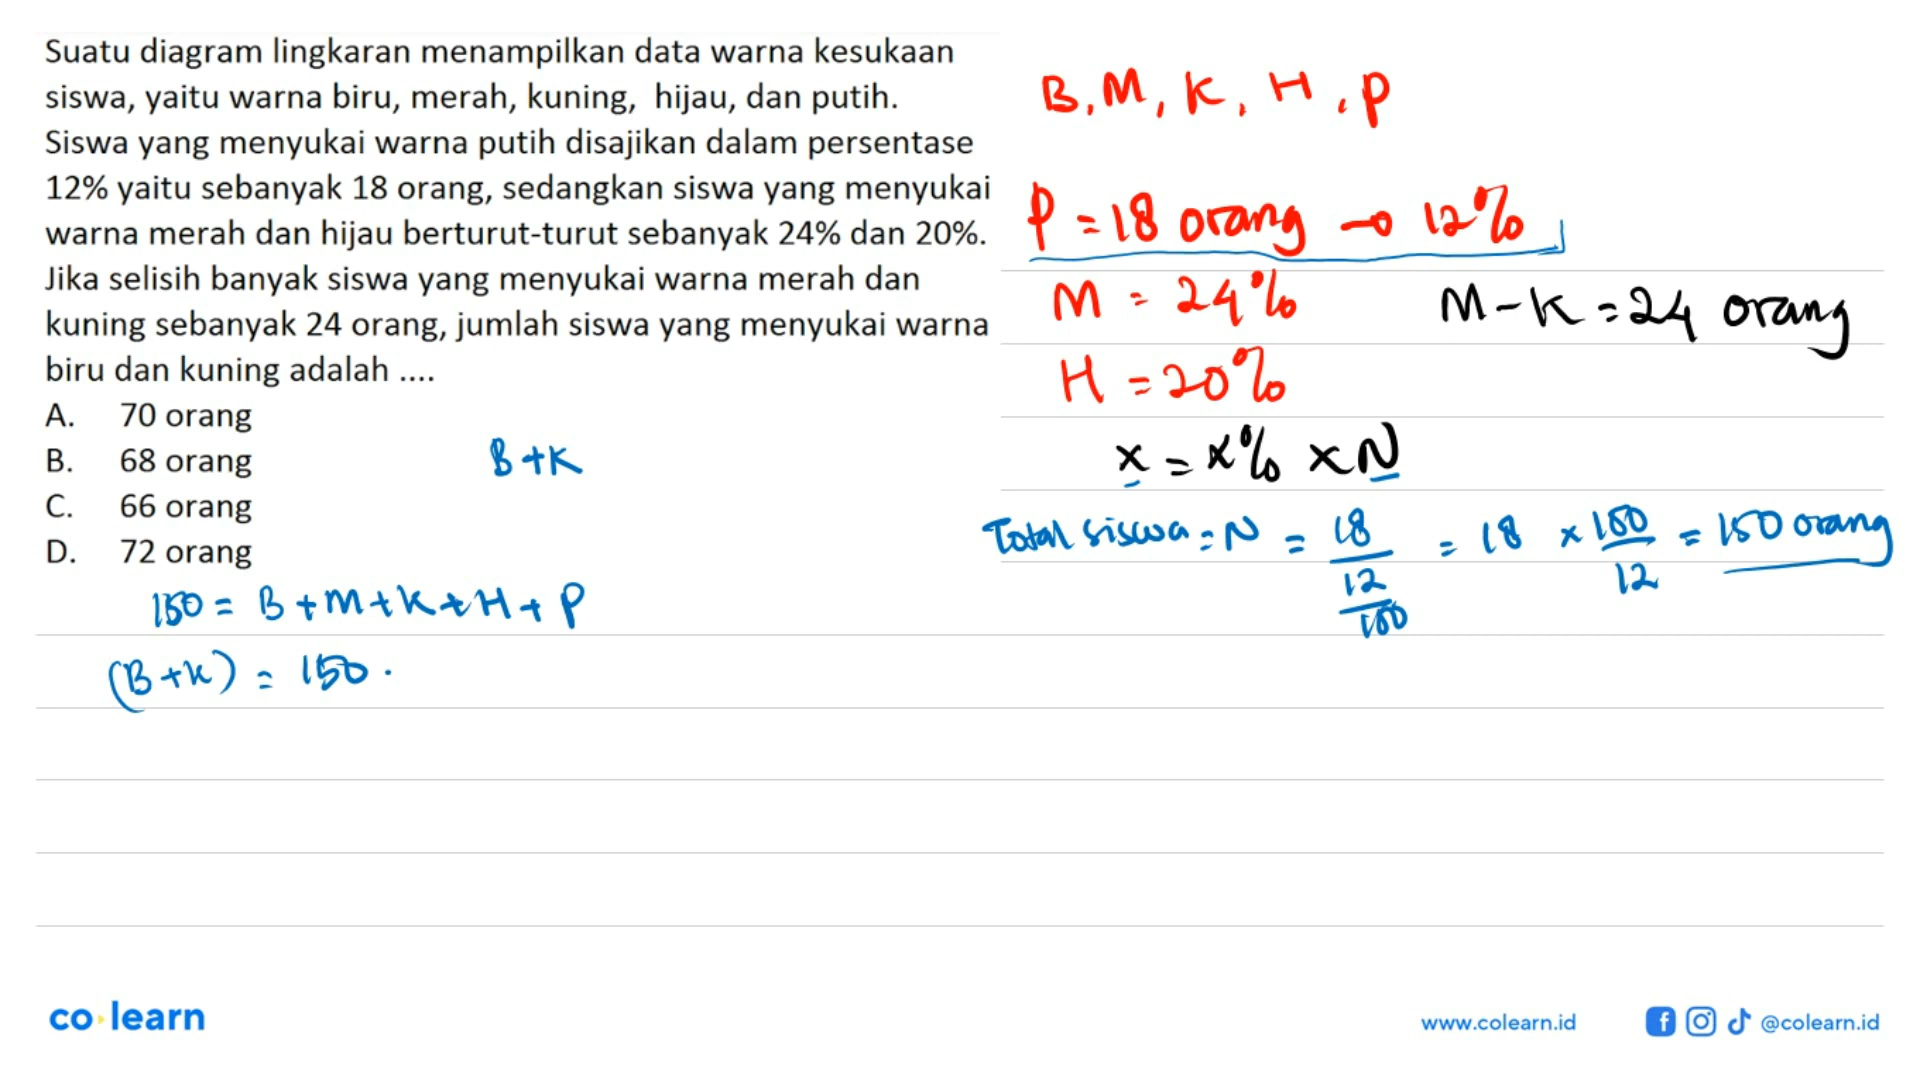 Suatu diagram lingkaran menampilkan data warna kesukaan
siswa, yaitu warna biru, merah, kuning, hijau, dan putih.
Siswa yang menyukai warna putih disajikan dalam persentase
12% yaitu sebanyak 18 orang, sedangkan siswa yang menyukai
warna merah dan hijau berturut-turut sebanyak 24% dan 20%.
Jika selisih banyak siswa yang menyukai warna merah dan
kuning sebanyak 24 orang, jumlah siswa yang menyukai warna
biru dan kuning adalah ....
A. 70 orang
B. 68 orang
C. 66 orang
D. 72 orang
B+K
150 = B+M+K+H+P
(B+K) = 150 .
B, M, K, H, P
P = 18 orang → 12%
M = 24%
M - K = 24 orang
H = 20%
x = x% x N
Total siswa = N = 18 / (12/100) = 18 x 100/12 = 150 orang
co learn
www.colearn.id
@colearn.id